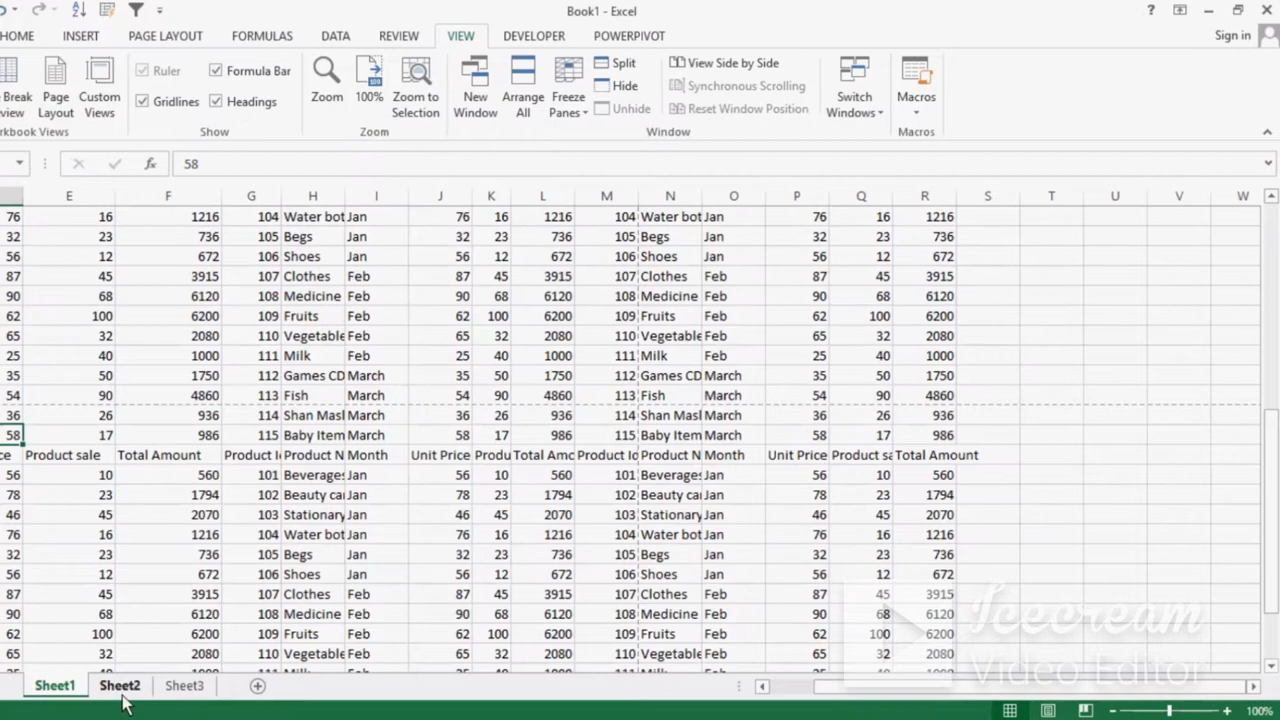 Book1 - Excel
Sign in
HOME INSERT PAGE LAYOUT FORMULAS DATA REVIEW VIEW DEVELOPER POWERPIVOT
Ruler Formula Bar Split View Side by Side
Break Page Custom Zoom 100% Zoom to New Arrange Freeze Hide Synchronous Scrolling Switch Macros
Layout Views Gridlines Headings Selection Window All Panes Unhide Reset Window Position Windows
Views Show Zoom Window Macros
fx 58
E F G H I J K L M N O P Q R S T U V W
76 16 1216 104 Water bot Jan 76 16 1216 104 Water bot Jan 76 16 1216
32 23 736 105 Begs Jan 32 23 736 105 Begs Jan 32 23 736
56 12 672 106 Shoes Jan 56 12 672 106 Shoes Jan 56 12 672
87 45 3915 107 Clothes Feb 87 45 3915 107 Clothes Feb 87 45 3915
90 68 6120 108 Medicine Feb 90 68 6120 108 Medicine Feb 90 68 6120
62 100 6200 109 Fruits Feb 62 100 6200 109 Fruits Feb 62 100 6200
65 32 2080 110 Vegetable Feb 65 32 2080 110 Vegetable Feb 65 32 2080
25 40 1000 111 Milk Feb 25 40 1000 111 Milk Feb 25 40 1000
35 50 1750 112 Games CD March 35 50 1750 112 Games CD March 35 50 1750
54 90 4860 113 Fish March 54 90 4860 113 Fish March 54 90 4860
36 26 936 114 Shan Masl March 36 26 936 114 Shan Masl March 36 26 936
58 17 986 115 Baby Item March 58 17 986 115 Baby Item March 58 17 986
ce Product sale Total Amount Product Ic Product N Month Unit Price Produ Total Amc Product Ic Product N Month Unit Price Product sa Total Amount
56 10 560 101 Beverages Jan 56 10 560 101 Beverages Jan 56 10 560
78 23 1794 102 Beauty car Jan 78 23 1794 102 Beauty car Jan 78 23 1794
46 45 2070 103 Stationary Jan 46 45 2070 103 Stationary Jan 46 45 2070
76 16 1216 104 Water bot Jan 76 16 1216 104 Water bot Jan 76 16 1216
32 23 736 105 Begs Jan 32 23 736 105 Begs Jan 32 23 736
56 12 672 106 Shoes Jan 56 12 672 106 Shoes Jan 56 12 672
87 45 3915 107 Clothes Feb 87 45 3915 107 Clothes Feb 87 45 3915
90 68 6120 108 Medicine Feb 90 68 6120 108 Medicine Feb 90 68 6120
62 100 6200 109 Fruits Feb 62 100 6200 109 Fruits Feb 62 100 6200
65 32 2080 110 Vegetable Feb 65 32 2080 110 Vegetable Feb 65 32 2080
Icecream
Video Editor
Sheet1 Sheet2 Sheet3
100%